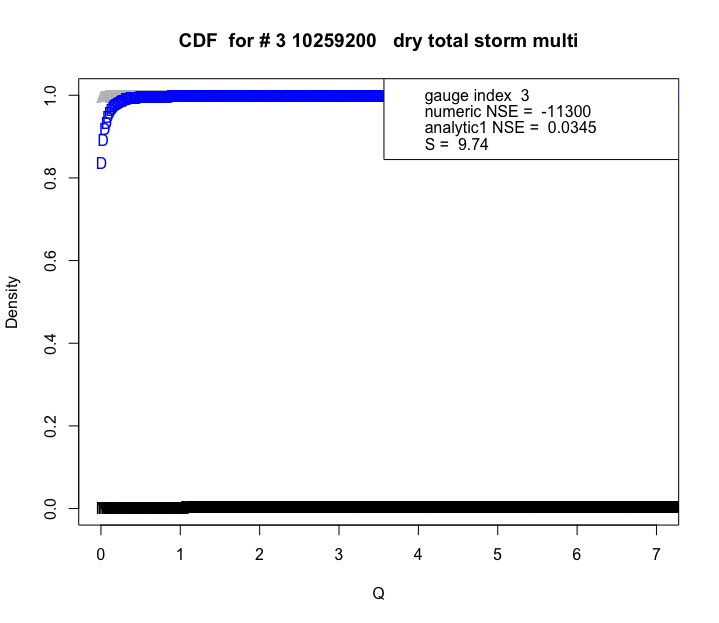 CDF  for # 3 10259200   dry total storm multi
gauge index  3
numeric NSE =  -11300
analytic1 NSE =  0.0345
S =  9.74
Density
1.0
0.8
0.6
0.4
0.2
0.0
D
0 1 2 3 4 5 6 7
Q